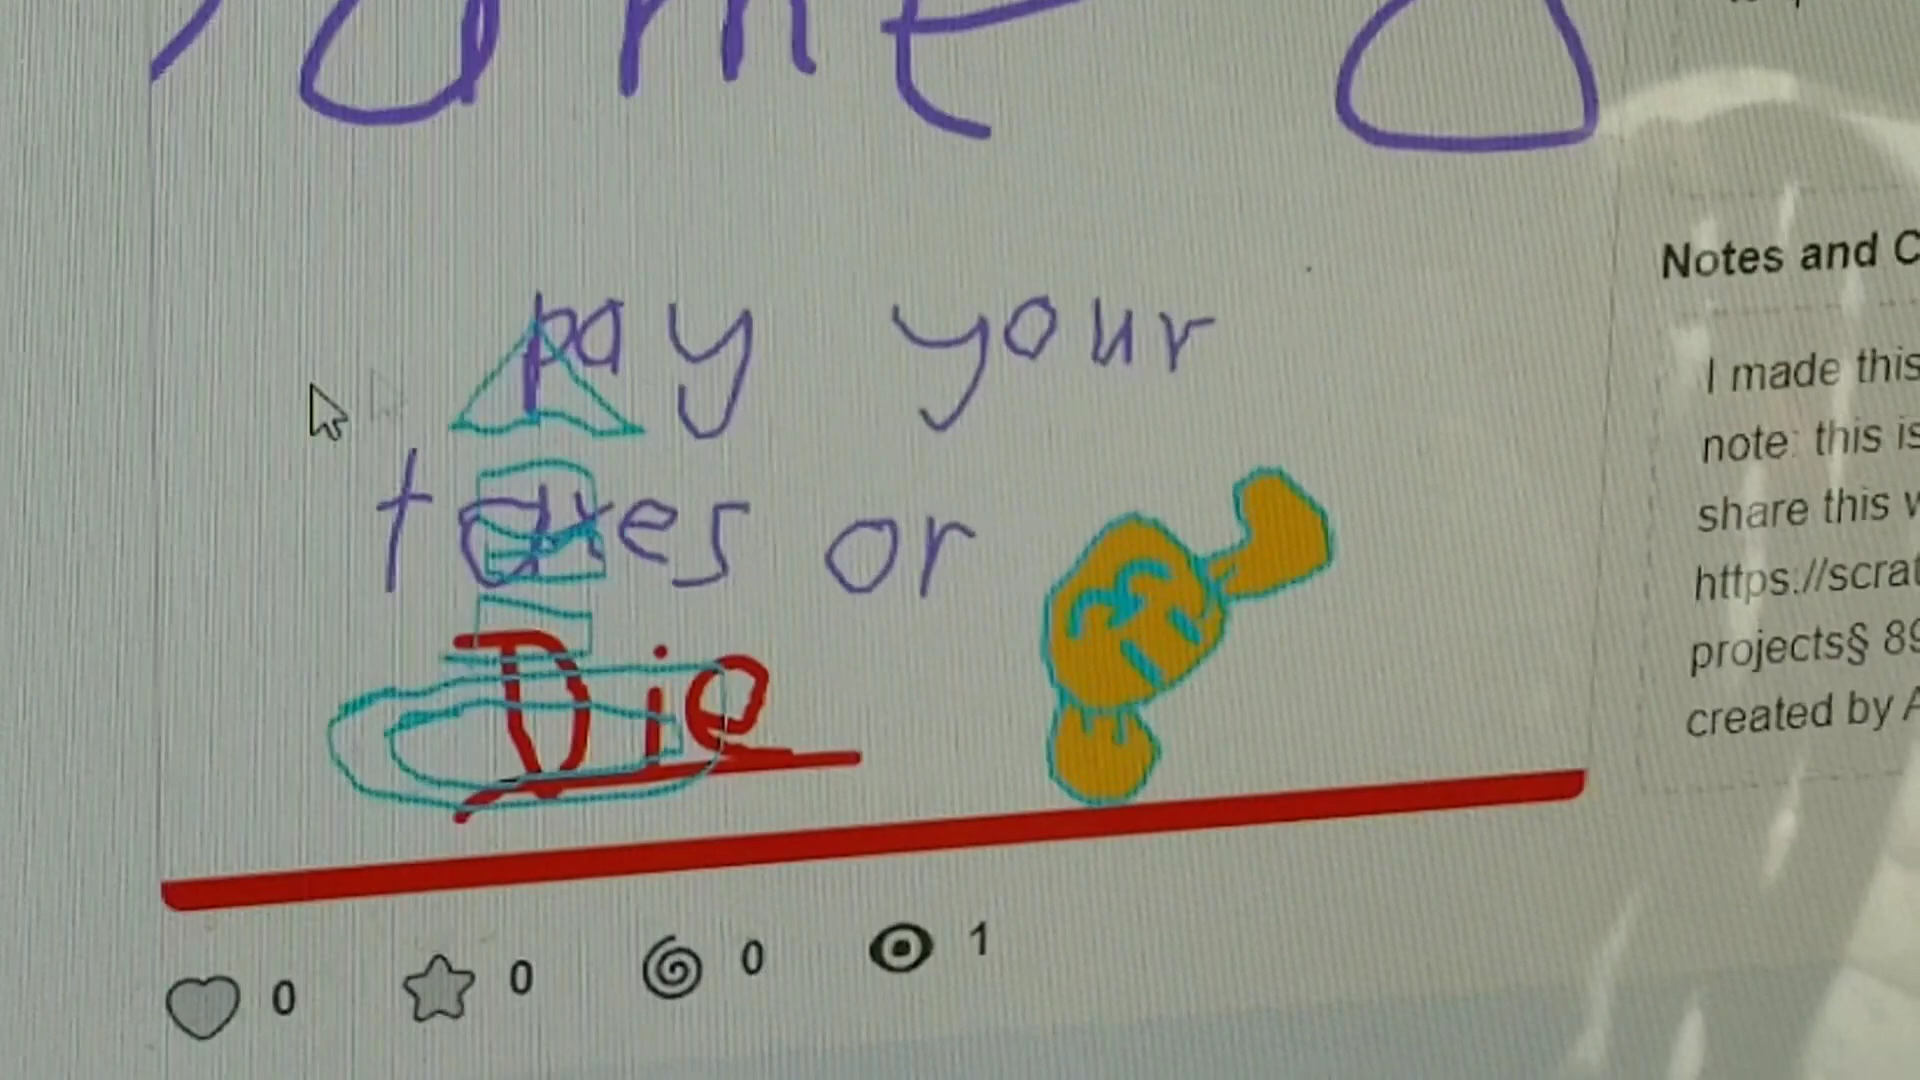 pay your
taxes or
Die
0 0 0 1
Notes and C
I made this
note: this is
share this w
https://scrat
projects§ 89
created by A